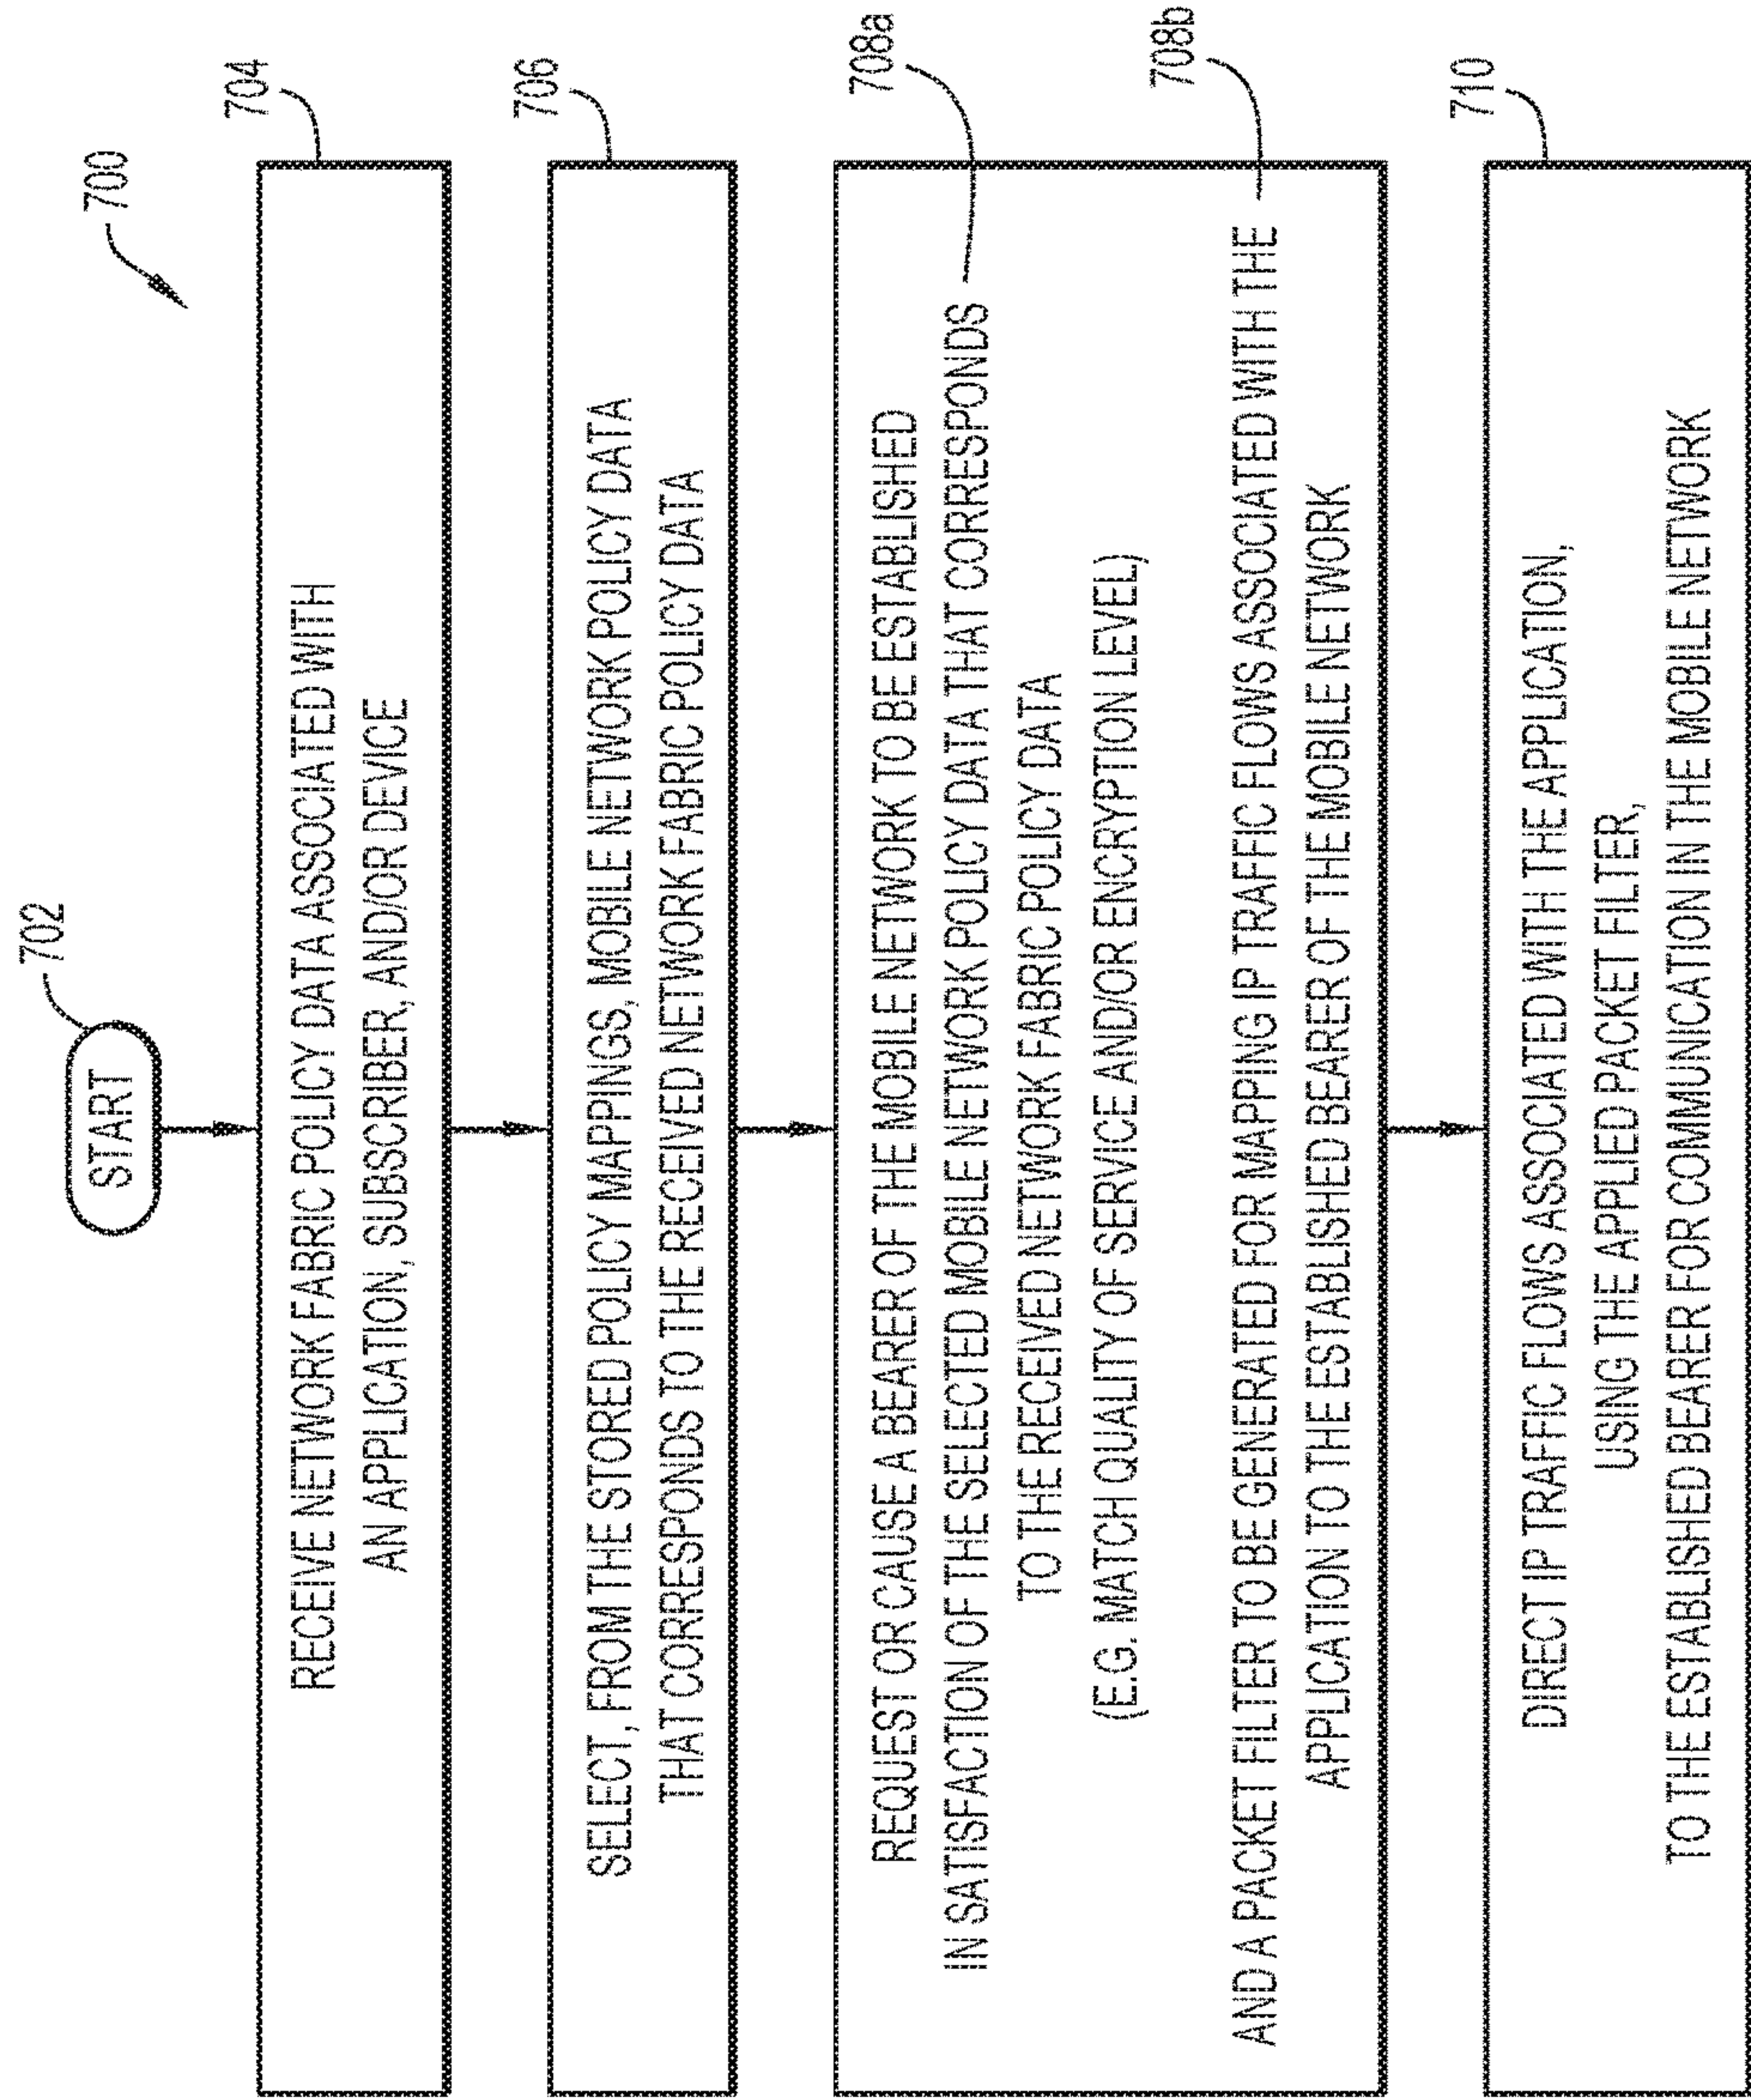 700
702
START
704
RECEIVE NETWORK FABRIC POLICY DATA ASSOCIATED WITH
AN APPLICATION, SUBSCRIBER, AND/OR DEVICE
706
SELECT, FROM THE STORED POLICY MAPPINGS, MOBILE NETWORK POLICY DATA
THAT CORRESPONDS TO THE RECEIVED NETWORK FABRIC POLICY DATA
708a
REQUEST OR CAUSE A BEARER OF THE MOBILE NETWORK TO BE ESTABLISHED
IN SATISFACTION OF THE SELECTED MOBILE NETWORK POLICY DATA THAT CORRESPONDS
TO THE RECEIVED NETWORK FABRIC POLICY DATA
(E.G. MATCH QUALITY OF SERVICE AND/OR ENCRYPTION LEVEL)
708b
AND A PACKET FILTER TO BE GENERATED FOR MAPPING IP TRAFFIC FLOWS ASSOCIATED WITH THE
APPLICATION TO THE ESTABLISHED BEARER OF THE MOBILE NETWORK
710
DIRECT IP TRAFFIC FLOWS ASSOCIATED WITH THE APPLICATION,
USING THE APPLIED PACKET FILTER,
TO THE ESTABLISHED BEARER FOR COMMUNICATION IN THE MOBILE NETWORK